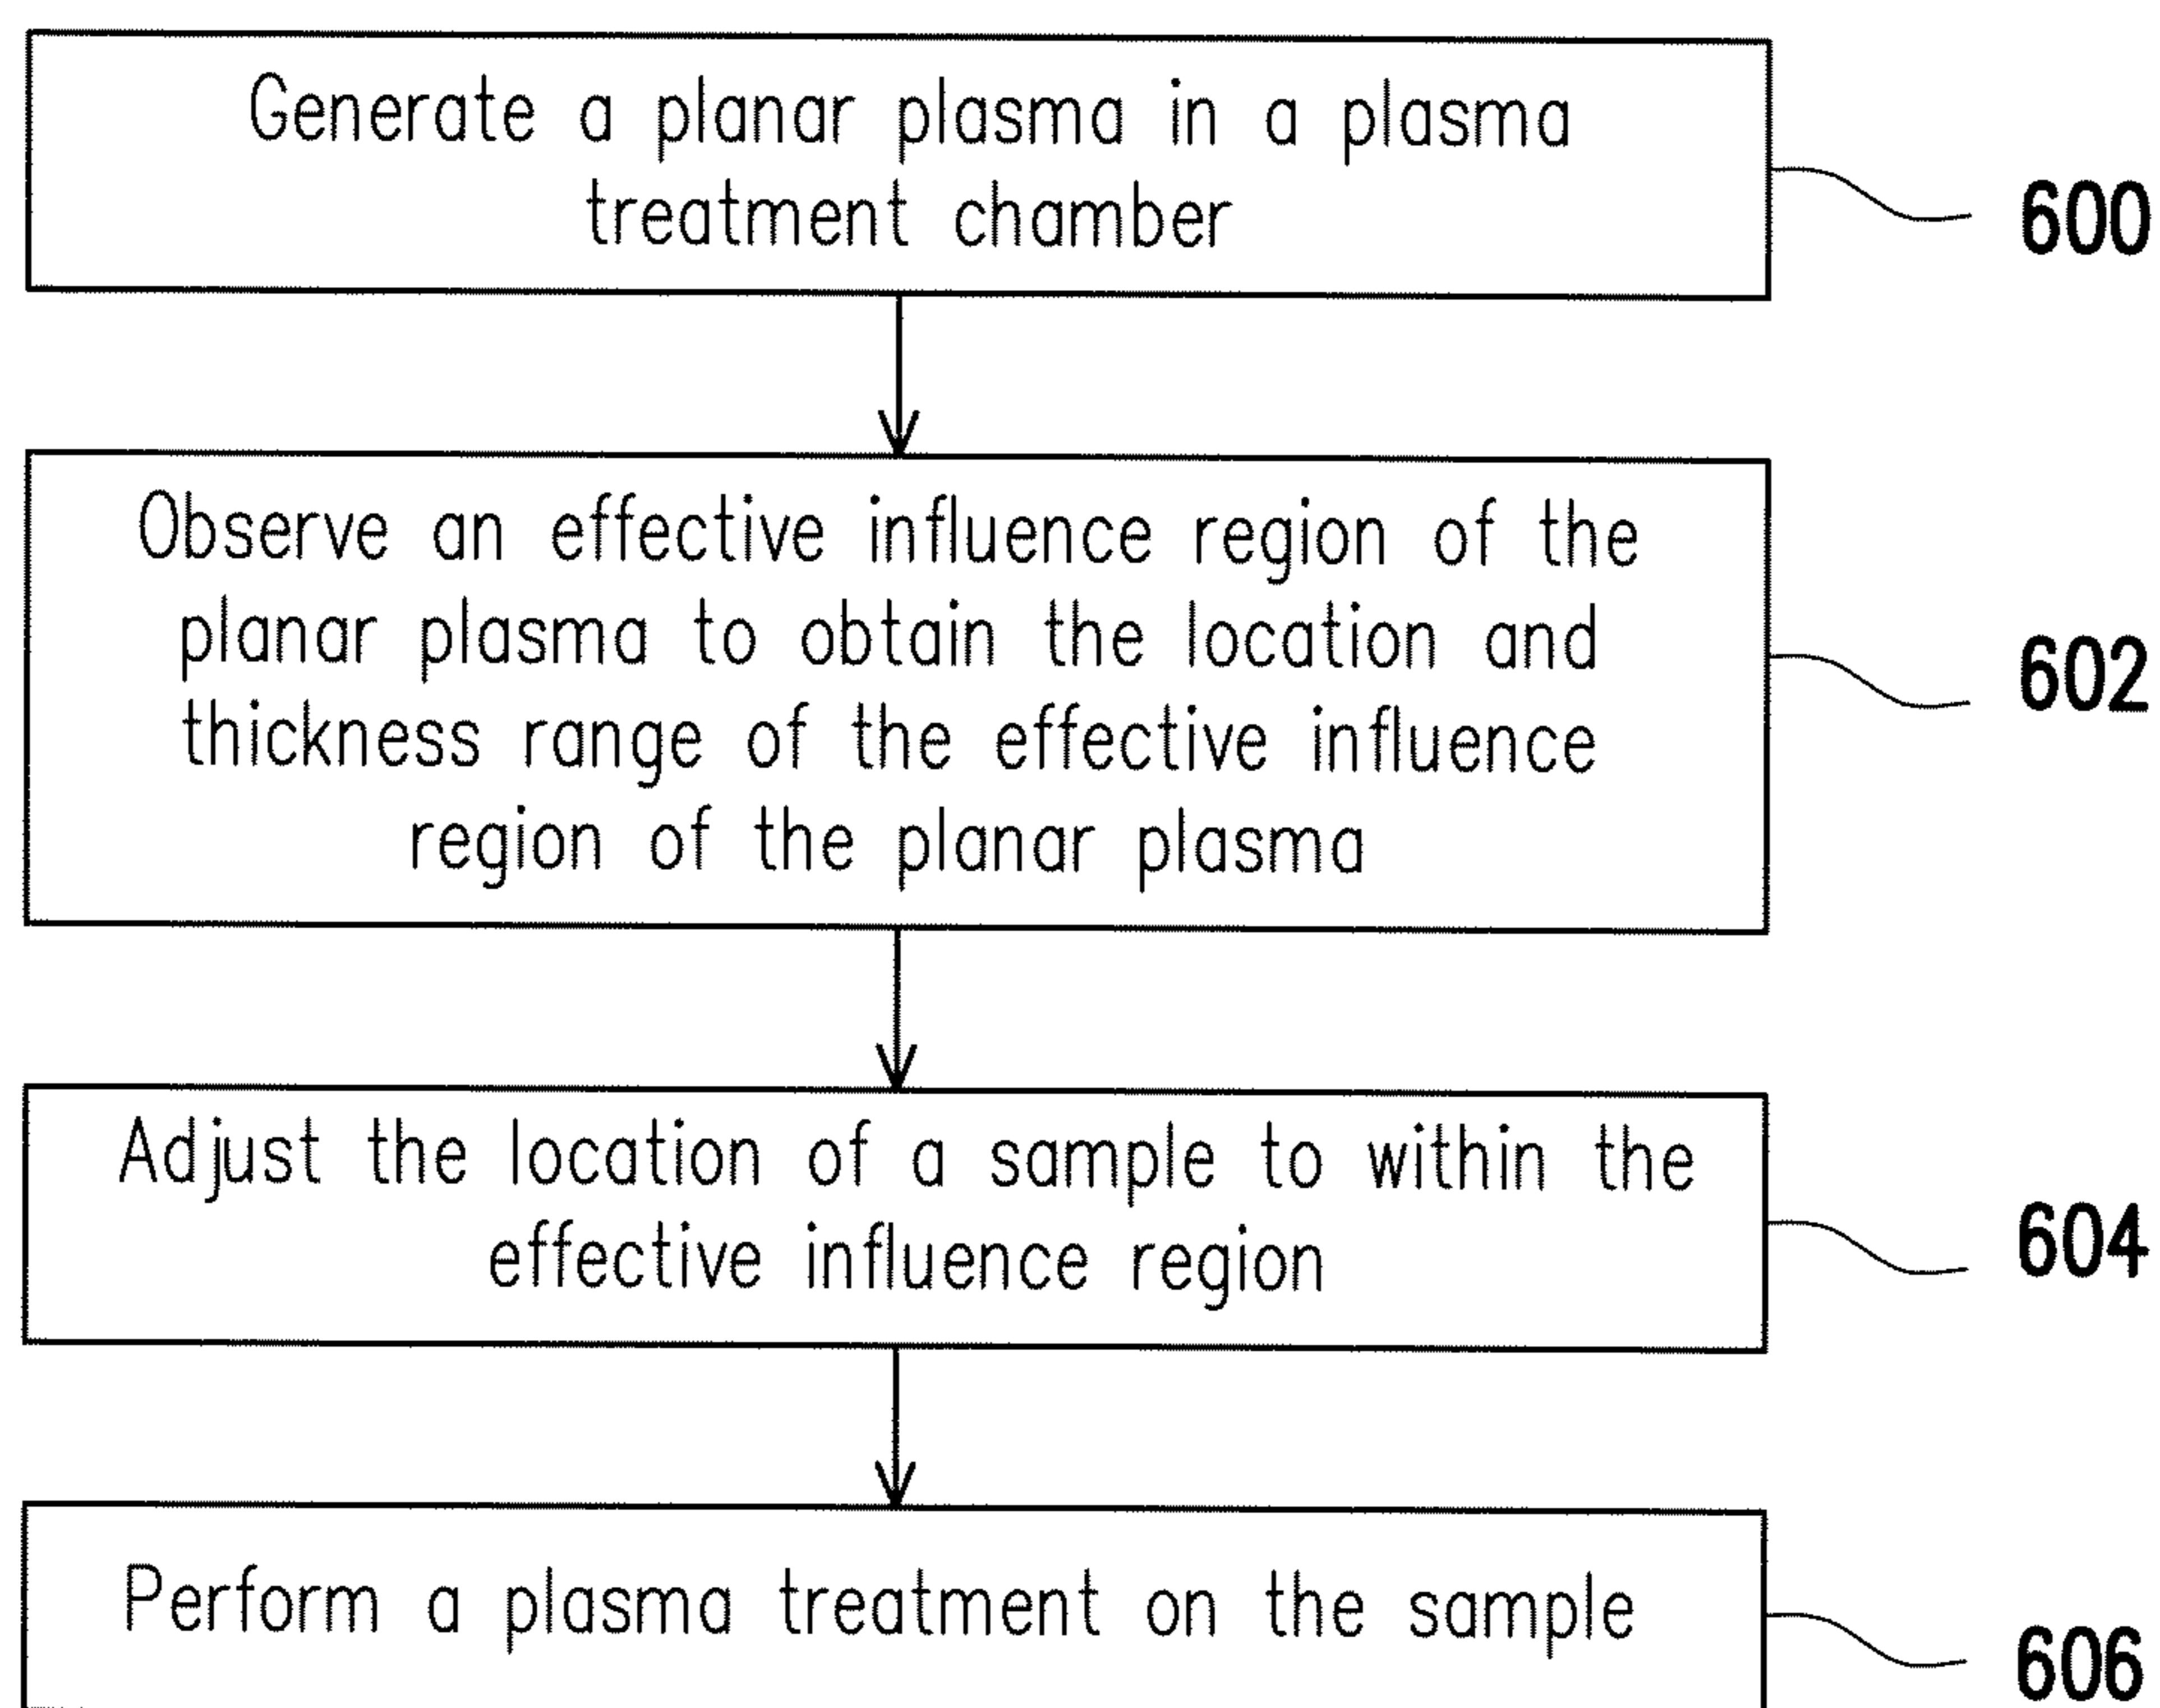 Generate a planar plasma in a plasma
treatment chamber
600
Observe an effective influence region of the
planar plasma to obtain the location and
thickness range of the effective influence
region of the planar plasma
602
Adjust the location of a sample to within the
effective influence region
604
Perform a plasma treatment on the sample
606